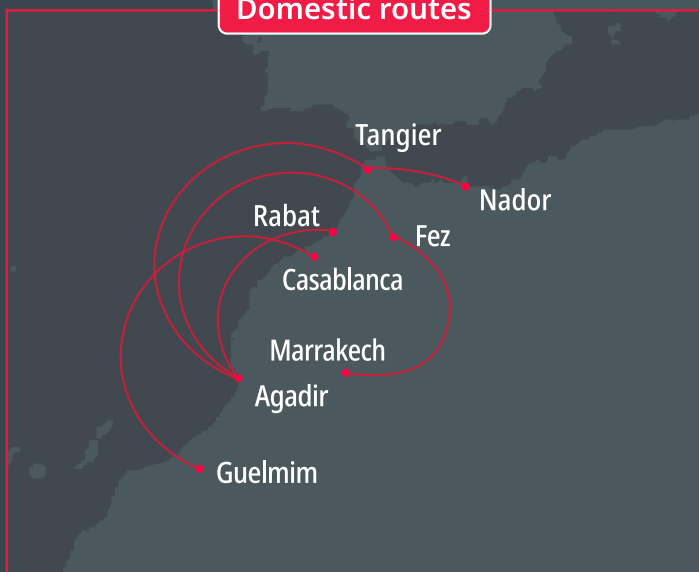 Domestic routes
Tangier
Nador
Rabat
Fez
Casablanca
Marrakech
Agadir
Guelmim